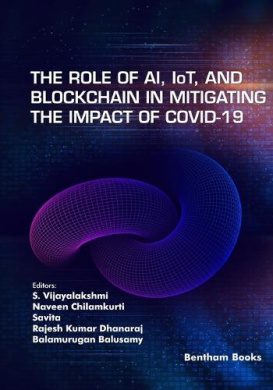 THE ROLE OF AI, IoT, AND
BLOCKCHAIN IN MITIGATING
THE IMPACT OF COVID-19
Editors:
S. Vijayalakshmi
Naveen Chilamkurti
Savita
Rajesh Kumar Dhanaraj
Balamurugan Balusamy
Bentham Books